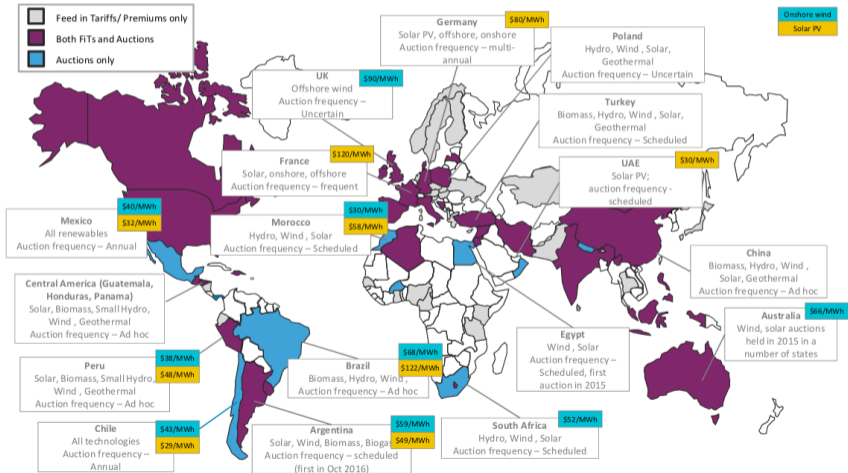 Feed in Tariffs/ Premiums only
Both FiTs and Auctions
Auctions only
Onshore wind
Solar PV
Germany
$80/MWh
Solar PV, offshore, onshore
Auction frequency – multi-
annual
Poland
Hydro, Wind , Solar,
Geothermal
Auction frequency – Uncertain
UK
$90/MWh
Offshore wind
Auction frequency –
Uncertain
Turkey
Biomass, Hydro, Wind , Solar,
Geothermal
Auction frequency – Scheduled
France
$120/MWh
Solar, onshore, offshore
Auction frequency – frequent
UAE
$30/MWh
Solar PV;
auction frequency -
scheduled
Mexico
$40/MWh
$32/MWh
All renewables
Auction frequency – Annual
Morocco
$30/MWh
$58/MWh
Hydro, Wind , Solar
Auction frequency – Scheduled
China
Biomass, Hydro, Wind ,
Solar, Geothermal
Auction frequency – Ad hoc
Central America (Guatemala,
Honduras, Panama)
Solar, Biomass, Small Hydro,
Wind , Geothermal
Auction frequency – Ad hoc
Australia
$66/MWh
Wind, solar auctions
held in 2015 in a
number of states
Egypt
Wind , Solar
Auction frequency –
Scheduled, first
auction in 2015
Peru
$38/MWh
$48/MWh
Solar, Biomass, Small Hydro,
Wind , Geothermal
Auction frequency – Ad hoc
Brazil
$68/MWh
$122/MWh
Biomass, Hydro, Wind ,
Auction frequency – Ad hoc
Chile
$43/MWh
$29/MWh
All technologies
Auction frequency –
Annual
Argentina
$59/MWh
$49/MWh
Solar, Wind, Biomass, Biogas
Auction frequency – scheduled
(first in Oct 2016)
South Africa
$52/MWh
Hydro, Wind , Solar
Auction frequency – Scheduled